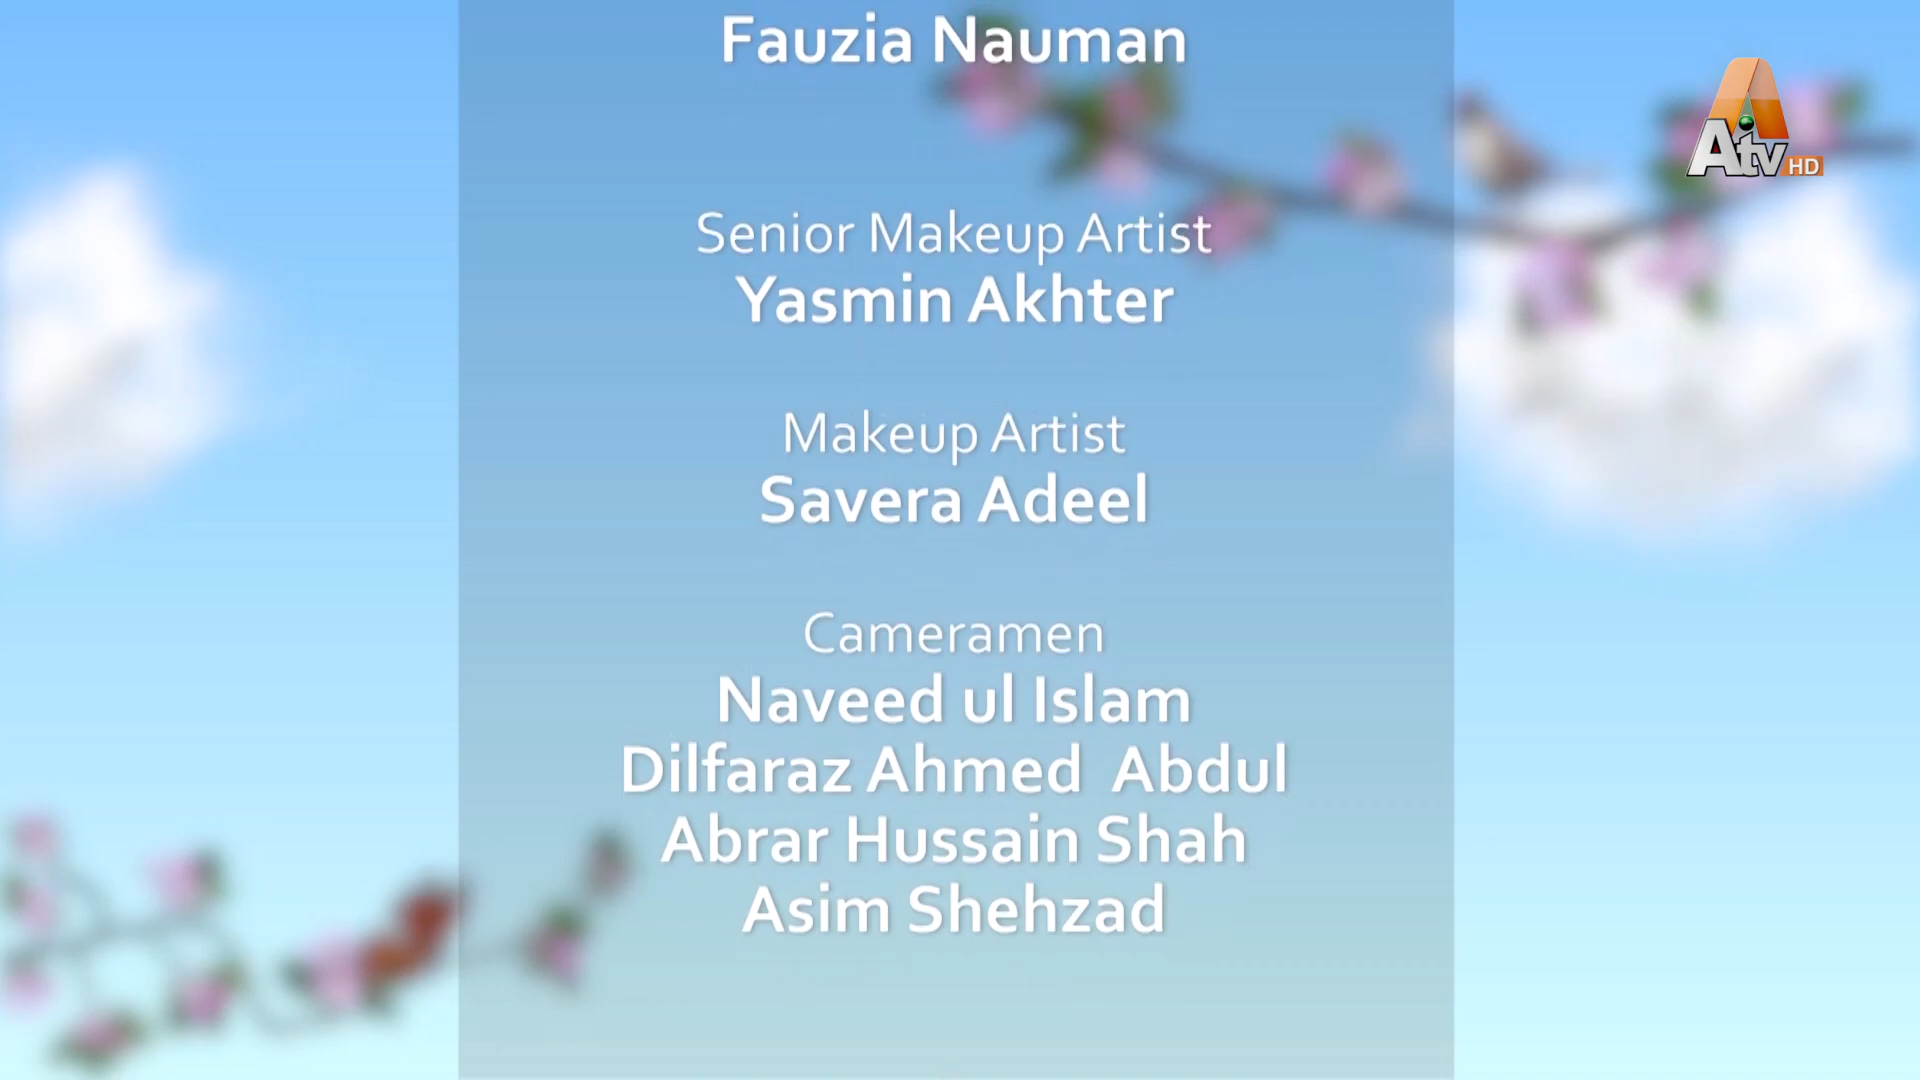 Fauzia Nauman
Senior Makeup Artist
Yasmin Akhter
Makeup Artist
Savera Adeel
Cameramen
Naveed ul Islam
Dilfaraz Ahmed  Abdul
Abrar Hussain Shah
Asim Shehzad
Atv HD